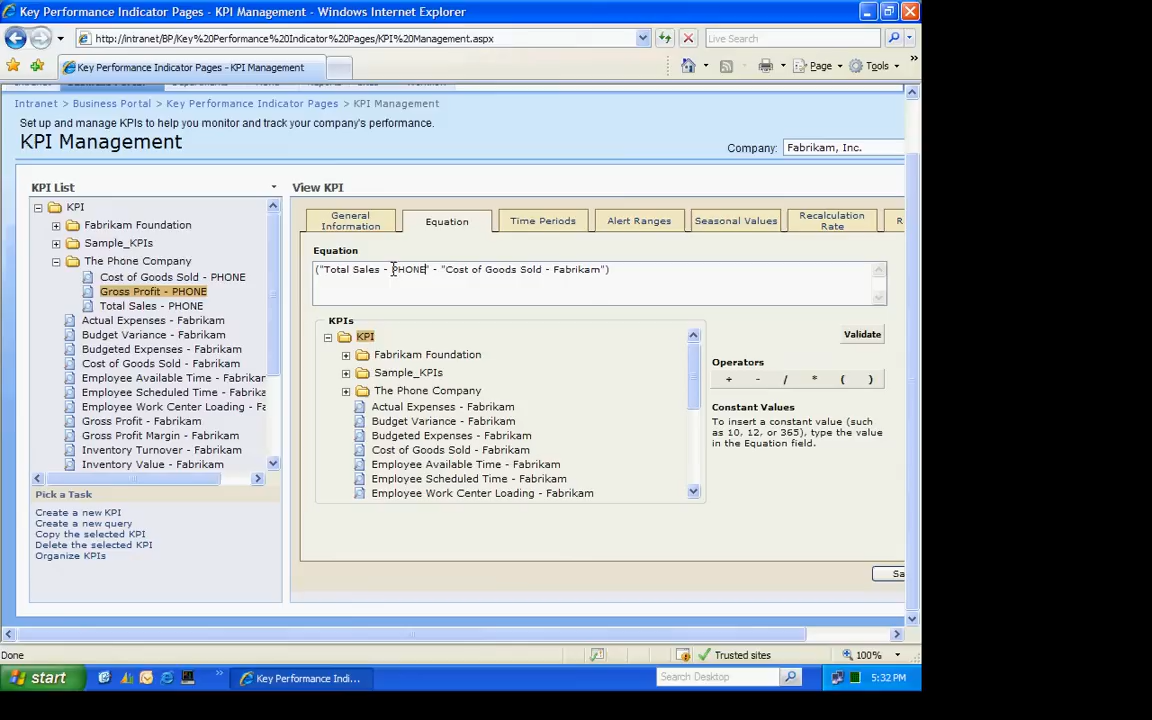 Key Performance Indicator Pages - KPI Management - Windows Internet Explorer
http://intranet/BP/Key%20Performance%20Indicator%20Pages/KPI%20Management.aspx
Live Search
Key Performance Indicator Pages - KPI Management
Page
Tools
Intranet > Business Portal > Key Performance Indicator Pages > KPI Management
Set up and manage KPIs to help you monitor and track your company's performance.
KPI Management
Company:
Fabrikam, Inc.
KPI List
KPI
Fabrikam Foundation
Sample_KPIs
The Phone Company
Cost of Goods Sold - PHONE
Gross Profit - PHONE
Total Sales - PHONE
Actual Expenses - Fabrikam
Budget Variance - Fabrikam
Budgeted Expenses - Fabrikam
Cost of Goods Sold - Fabrikam
Employee Available Time - Fabrikar
Employee Scheduled Time - Fabrikar
Employee Work Center Loading - Fa
Gross Profit - Fabrikam
Gross Profit Margin - Fabrikam
Inventory Turnover - Fabrikam
Inventory Value - Fabrikam
Pick a Task
Create a new KPI
Create a new query
Copy the selected KPI
Delete the selected KPI
Organize KPIs
View KPI
General
Information
Equation
Time Periods
Alert Ranges
Seasonal Values
Recalculation
Rate
R
Equation
("Total Sales - PHONE" - "Cost of Goods Sold - Fabrikam")
KPIs
KPI
Fabrikam Foundation
Sample_KPIs
The Phone Company
Actual Expenses - Fabrikam
Budget Variance - Fabrikam
Budgeted Expenses - Fabrikam
Cost of Goods Sold - Fabrikam
Employee Available Time - Fabrikam
Employee Scheduled Time - Fabrikam
Employee Work Center Loading - Fabrikam
Validate
Operators
+ - / * ( )
Constant Values
To insert a constant value (such
as 10, 12, or 365), type the value
in the Equation field.
Sa
Done
Trusted sites
100%
start
Key Performance Indi...
Search Desktop
5:32 PM